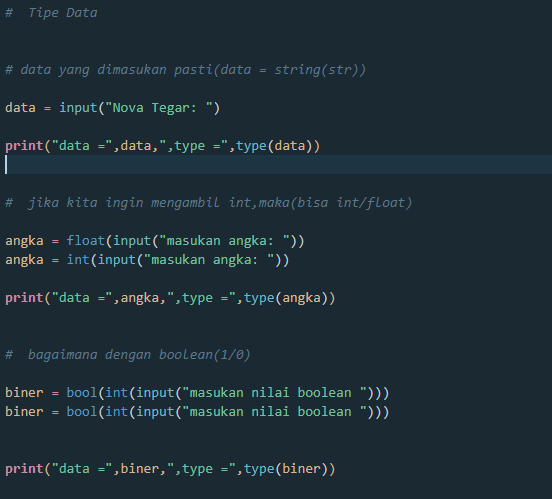 #  Tipe Data
# data yang dimasukan pasti(data = string(str))
data = input("Nova Tegar: ")
print("data =",data,",type =",type(data))
#  jika kita ingin mengambil int,maka(bisa int/float)
angka = float(input("masukan angka: "))
angka = int(input("masukan angka: "))
print("data =",angka,",type =",type(angka))
#  bagaimana dengan boolean(1/0)
biner = bool(int(input("masukan nilai boolean ")))
biner = bool(int(input("masukan nilai boolean ")))
print("data =",biner,",type =",type(biner))